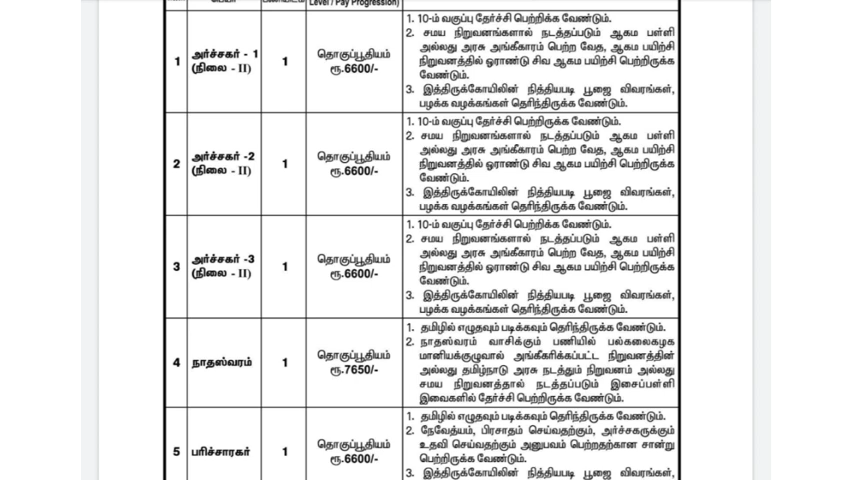 Level / Pay Progression)
1 அர்ச்சகர் - 1 (நிலை - II) 1 தொகுப்பூதியம் ரூ.6600/-
1. 10-ம் வகுப்பு தேர்ச்சி பெற்றிக்க வேண்டும்.
2. சமய நிறுவனங்களால் நடத்தப்படும் ஆகம பள்ளி
அல்லது அரசு அங்கீகாரம் பெற்ற வேத, ஆகம பயிற்சி
நிறுவனத்தில் ஓராண்டு சிவ ஆகம பயிற்சி பெற்றிருக்க
வேண்டும்.
3. இத்திருக்கோயிலின் நித்தியபடி பூஜை விவரங்கள்,
பழக்க வழக்கங்கள் தெரிந்திருக்க வேண்டும்.
2 அர்ச்சகர் -2 (நிலை - II) 1 தொகுப்பூதியம் ரூ.6600/-
1. 10-ம் வகுப்பு தேர்ச்சி பெற்றிருக்க வேண்டும்.
2. சமய நிறுவனங்களால் நடத்தப்படும் ஆகம பள்ளி
அல்லது அரசு அங்கீகாரம் பெற்ற வேத, ஆகம பயிற்சி
நிறுவனத்தில் ஓராண்டு சிவ ஆகம பயிற்சி பெற்றிருக்க
வேண்டும்.
3. இத்திருக்கோயிலின் நித்தியபடி பூஜை விவரங்கள்,
பழக்க வழக்கங்கள் தெரிந்திருக்க வேண்டும்.
3 அர்ச்சகர் -3 (நிலை - II) 1 தொகுப்பூதியம் ரூ.6600/-
1. 10-ம் வகுப்பு தேர்ச்சி பெற்றிக்க வேண்டும்.
2. சமய நிறுவனங்களால் நடத்தப்படும் ஆகம பள்ளி
அல்லது அரசு அங்கீகாரம் பெற்ற வேத, ஆகம பயிற்சி
நிறுவனத்தில் ஓராண்டு சிவ ஆகம பயிற்சி பெற்றிருக்க
வேண்டும்.
3. இத்திருக்கோயிலின் நித்தியபடி பூஜை விவரங்கள்,
பழக்க வழக்கங்கள் தெரிந்திருக்க வேண்டும்.
4 நாதஸ்வரம் 1 தொகுப்பூதியம் ரூ.7650/-
1. தமிழில் எழுதவும் படிக்கவும் தெரிந்திருக்க வேண்டும்.
2. நாதஸ்வரம் வாசிக்கும் பணியில் பல்கலைகழக
மானியக்குழுவால் அங்கீகரிக்கப்பட்ட நிறுவனத்தின்
அல்லது தமிழ்நாடு அரசு நடத்தும் நிறுவனம் அல்லது
சமய நிறுவனத்தால் நடத்தப்படும் இசைப்பள்ளி
இவைகளில் தேர்ச்சி பெற்றிருக்க வேண்டும்.
5 பரிச்சாரகர் 1 தொகுப்பூதியம் ரூ.6600/-
1. தமிழில் எழுதவும் படிக்கவும் தெரிந்திருக்க வேண்டும்.
2. நேவேத்யம், பிரசாதம் செய்வதற்கும், அர்ச்சகருக்கும்
உதவி செய்வதற்கும் அனுபவம் பெற்றதற்கான சான்று
பெற்றிருக்க வேண்டும்.
3. இத்திருக்கோயிலின் நித்தியபடி பூஜை விவரங்கள்,